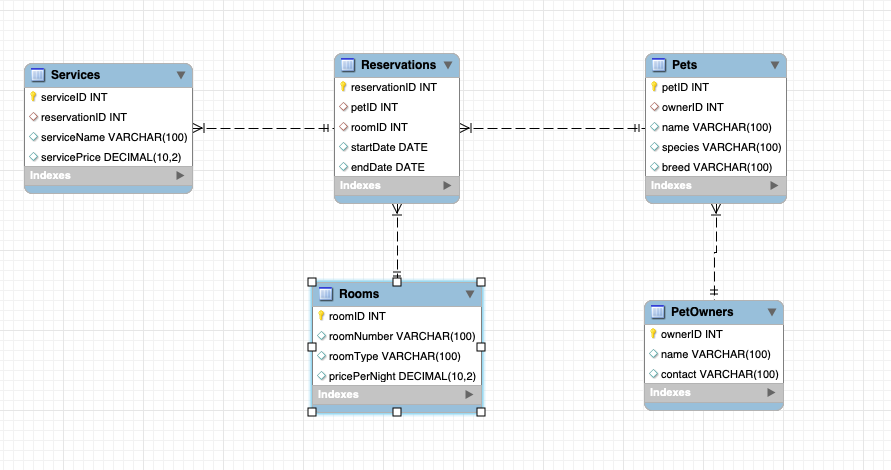 Services
serviceID INT
reservationID INT
serviceName VARCHAR(100)
servicePrice DECIMAL(10,2)
Indexes
Reservations
reservationID INT
petID INT
roomID INT
startDate DATE
endDate DATE
Indexes
Pets
petID INT
ownerID INT
name VARCHAR(100)
species VARCHAR(100)
breed VARCHAR(100)
Indexes
Rooms
roomID INT
roomNumber VARCHAR(100)
roomType VARCHAR(100)
pricePerNight DECIMAL(10,2)
Indexes
PetOwners
ownerID INT
name VARCHAR(100)
contact VARCHAR(100)
Indexes